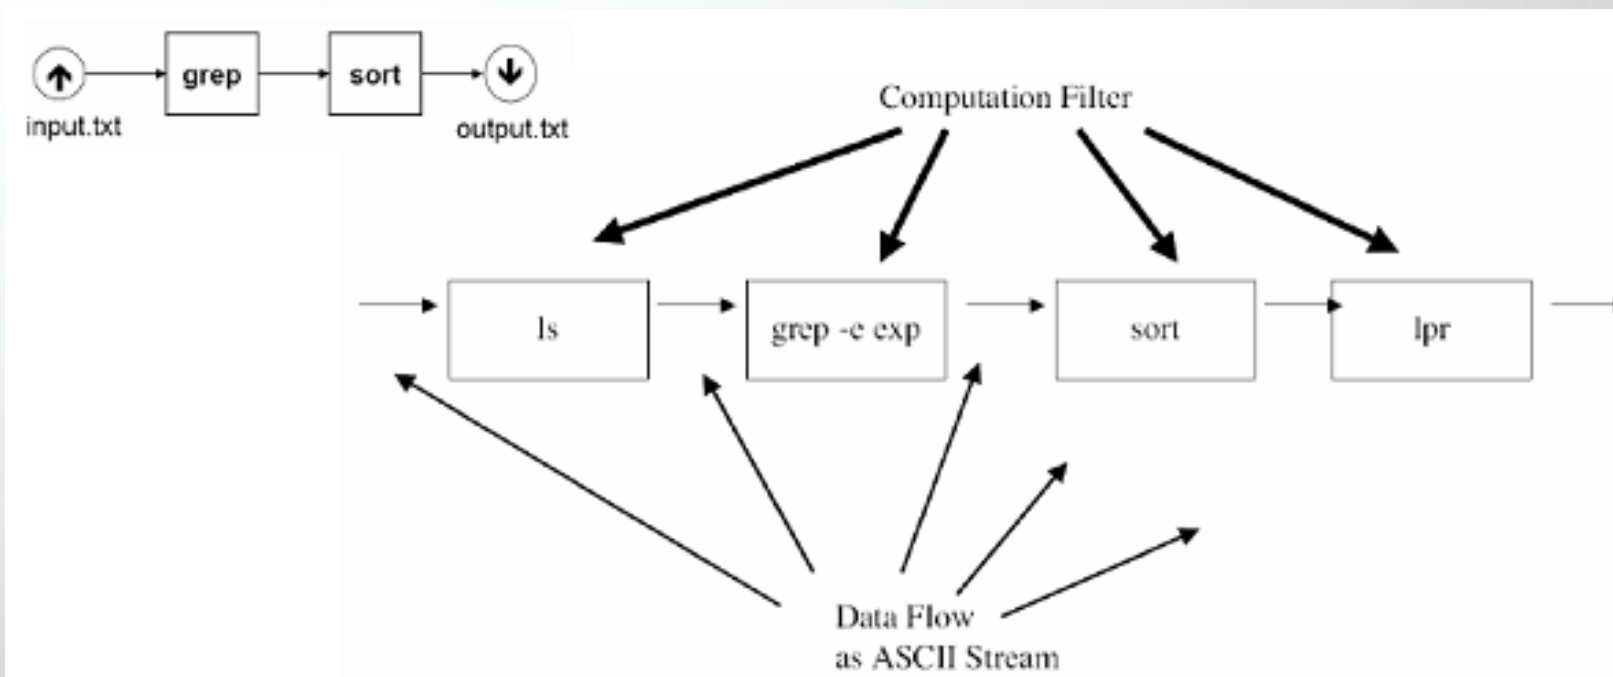 grep
sort
input.txt
output.txt
Computation Filter
ls
grep -e exp
sort
lpr
Data Flow
as ASCII Stream